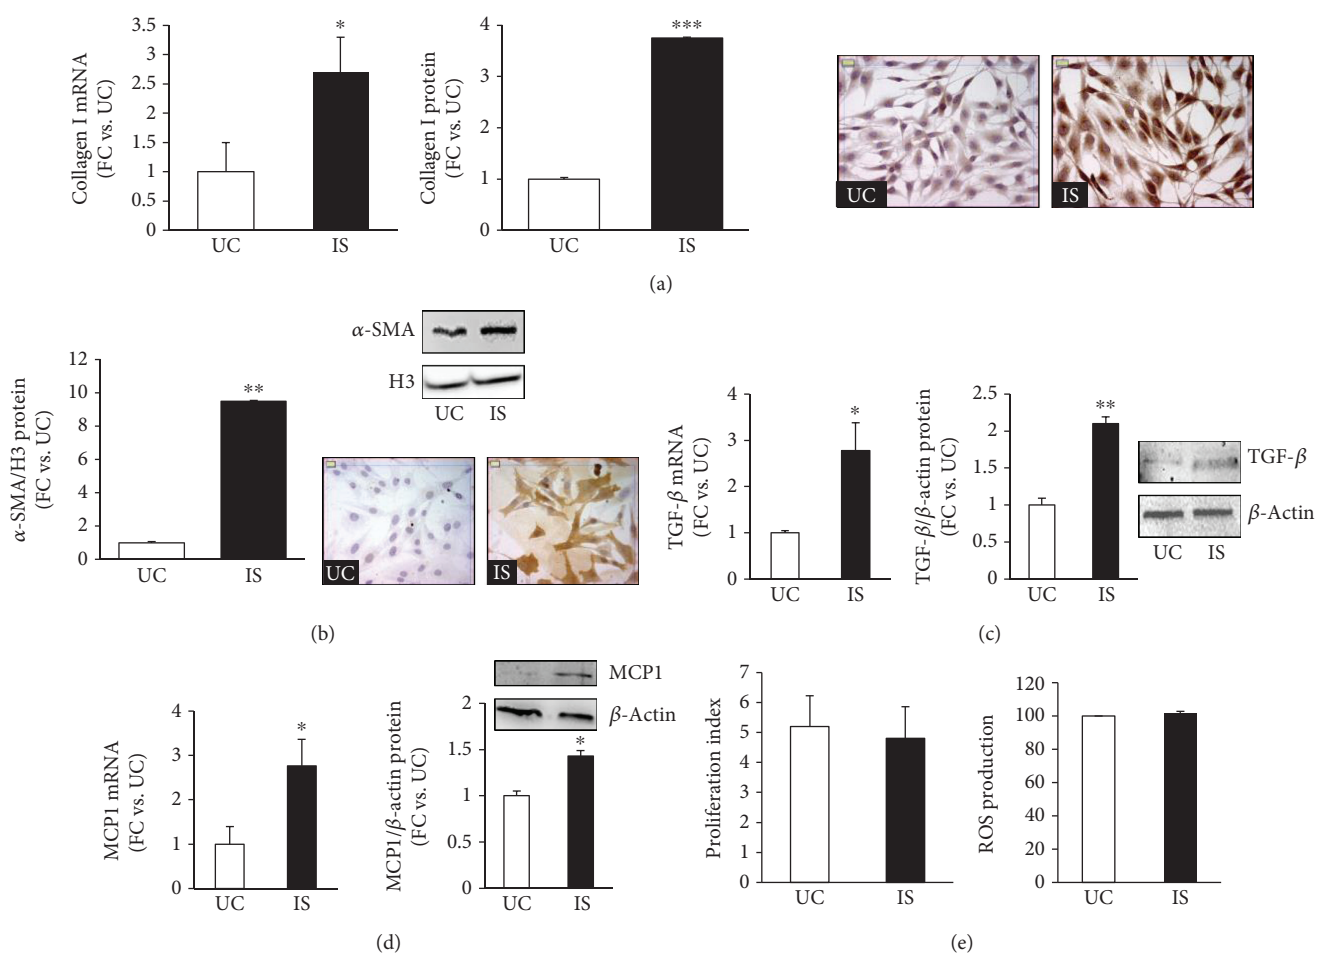 Collagen I mRNA
(FC vs. UC)
3.5
3
2.5
2
1.5
1
0.5
0
*
UC IS
Collagen I protein
(FC vs. UC)
4
4
2
1
0
***
UC IS
UC
IS
(a)
α-SMA/H3 protein
(FC vs. UC)
12
10
8
6
4
2
0
**
UC IS
α-SMA
H3
UC IS
UC
IS
(b)
TGF-β mRNA
(FC vs. UC)
4
3
2
1
0
*
UC IS
TGF-β/β-actin protein
(FC vs. UC)
2.5
2
1.5
1
0.5
0
**
UC IS
TGF-β
β-Actin
UC IS
(c)
MCP1 mRNA
(FC vs. UC)
4
3
2
1
0
*
UC IS
MCP1/β-actin protein
(FC vs. UC)
2
1.5
1
0.5
0
*
UC IS
MCP1
β-Actin
(d)
Proliferation index
7
6
5
4
3
2
1
0
UC IS
ROS production
120
100
80
60
40
20
0
UC IS
(e)